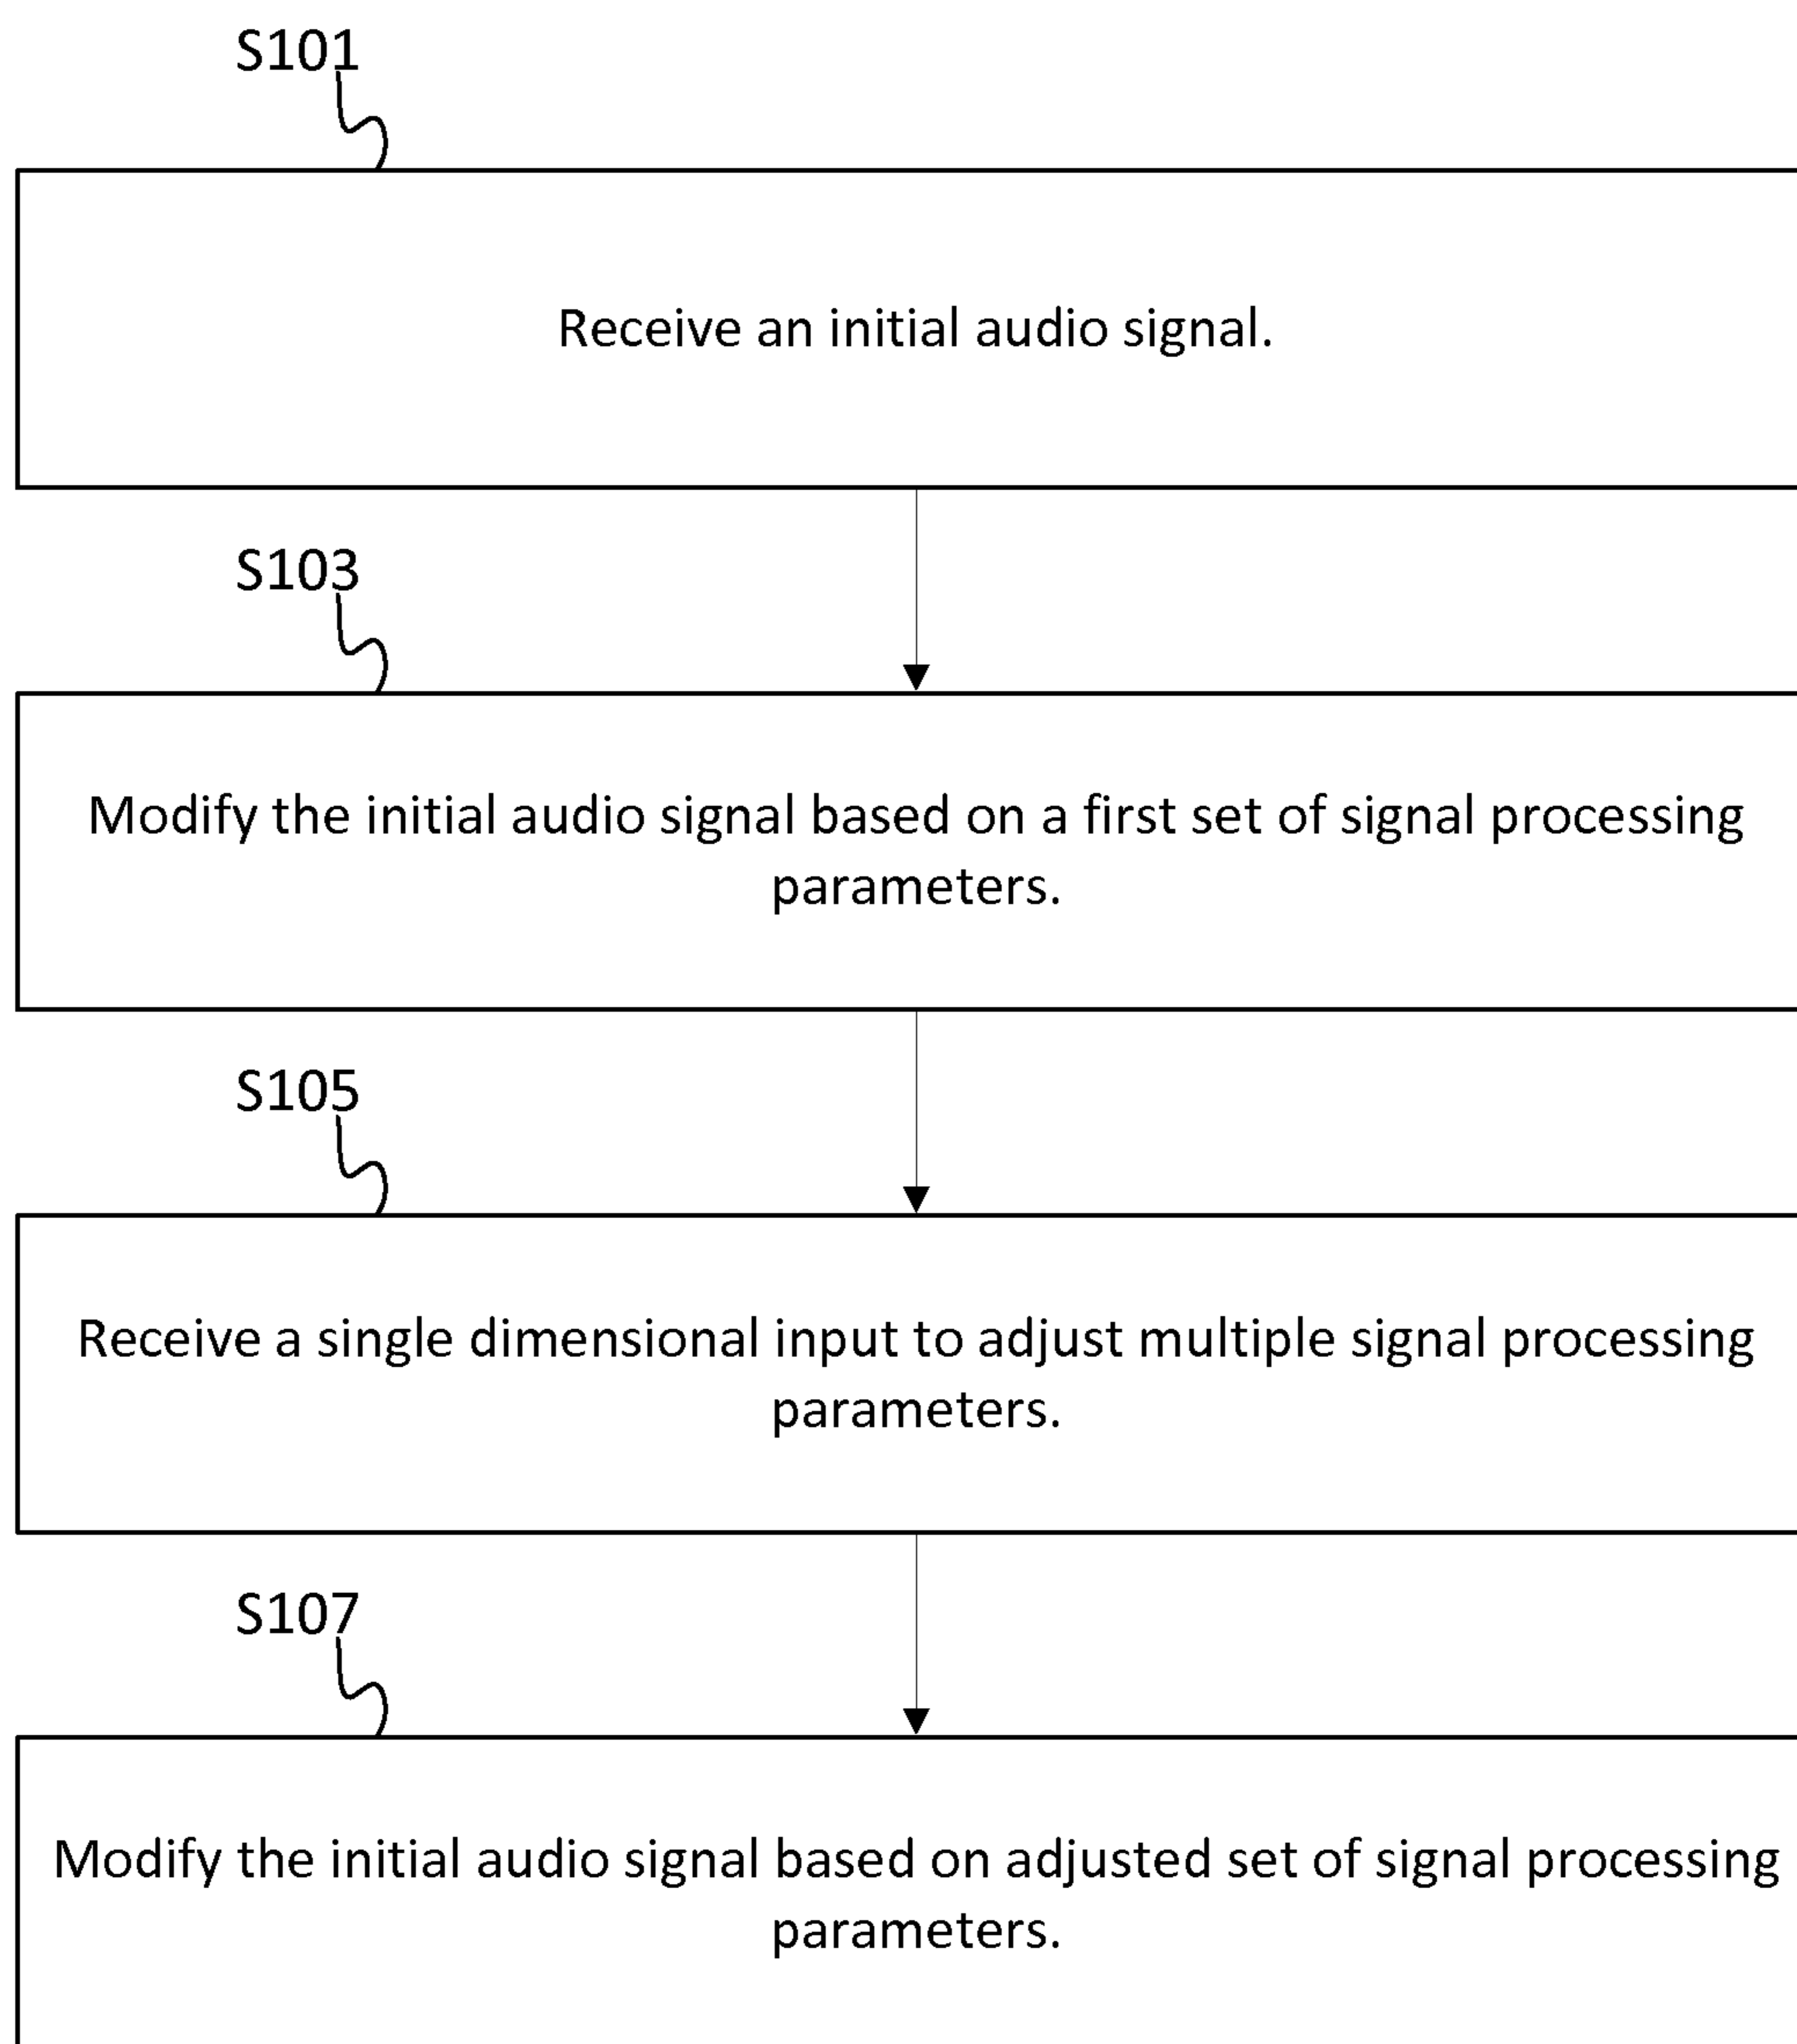 S101
Receive an initial audio signal.
S103
Modify the initial audio signal based on a first set of signal processing
parameters.
S105
Receive a single dimensional input to adjust multiple signal processing
parameters.
S107
Modify the initial audio signal based on adjusted set of signal processing
parameters.